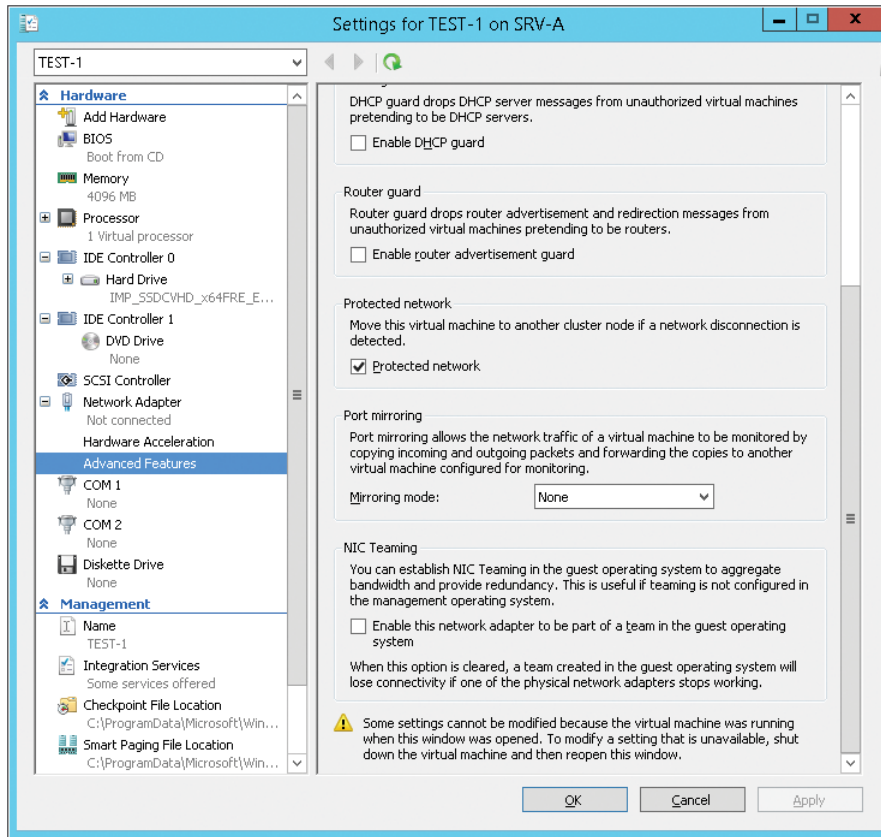 Settings for TEST-1 on SRV-A
TEST-1
Hardware
Add Hardware
BIOS
Boot from CD
Memory
4096 MB
Processor
1 Virtual processor
IDE Controller 0
Hard Drive
IMP_SSDCVHD_x64FRE_E...
IDE Controller 1
DVD Drive
None
SCSI Controller
Network Adapter
Not connected
Hardware Acceleration
Advanced Features
COM 1
None
COM 2
None
Diskette Drive
None
Management
Name
TEST-1
Integration Services
Some services offered
Checkpoint File Location
C:\ProgramData\Microsoft\Win...
Smart Paging File Location
C:\ProgramData\Microsoft\Win...
DHCP guard drops DHCP server messages from unauthorized virtual machines
pretending to be DHCP servers.
Enable DHCP guard
Router guard
Router guard drops router advertisement and redirection messages from
unauthorized virtual machines pretending to be routers.
Enable router advertisement guard
Protected network
Move this virtual machine to another cluster node if a network disconnection is
detected.
Protected network
Port mirroring
Port mirroring allows the network traffic of a virtual machine to be monitored by
copying incoming and outgoing packets and forwarding the copies to another
virtual machine configured for monitoring.
Mirroring mode: None
NIC Teaming
You can establish NIC Teaming in the guest operating system to aggregate
bandwidth and provide redundancy. This is useful if teaming is not configured in
the management operating system.
Enable this network adapter to be part of a team in the guest operating
system
When this option is cleared, a team created in the guest operating system will
lose connectivity if one of the physical network adapters stops working.
Some settings cannot be modified because the virtual machine was running
when this window was opened. To modify a setting that is unavailable, shut
down the virtual machine and then reopen this window.
OK Cancel Apply